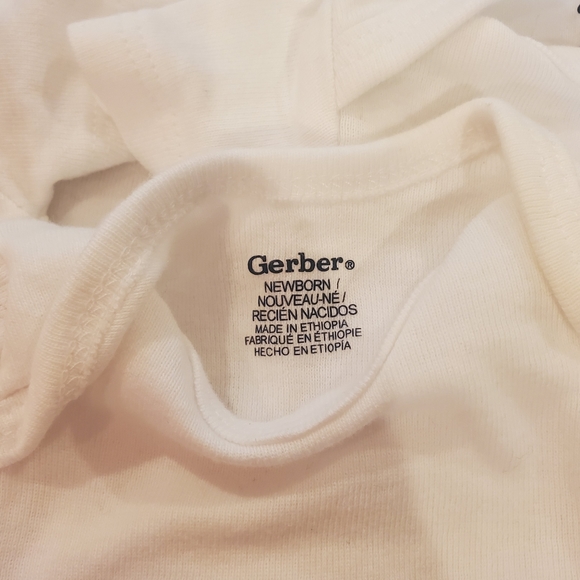 Gerber®
NEWBORN /
NOUVEAU-NÉ /
RECIÉN NACIDOS
MADE IN ETHIOPIA
FABRIQUÉ EN ÉTHIOPIE
HECHO EN ETIOPÍA